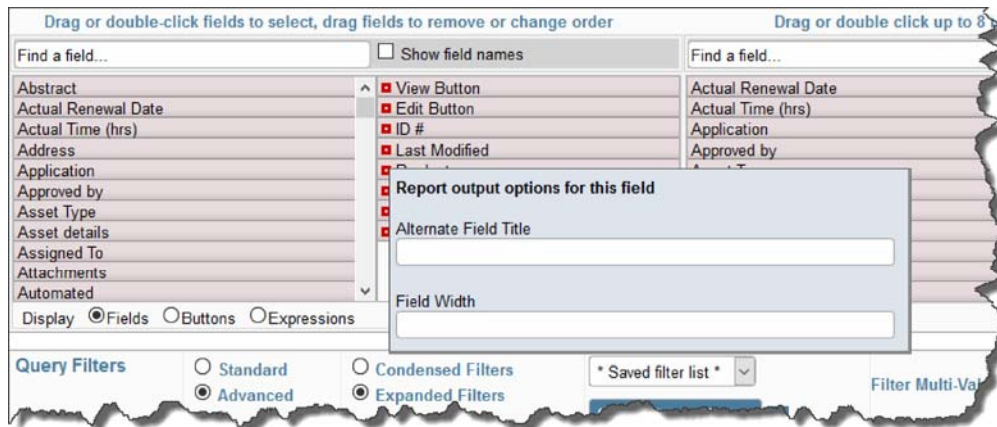 Drag or double-click fields to select, drag fields to remove or change order
Drag or double click up to 8
Find a field...
Show field names
Find a field...
Abstract
Actual Renewal Date
Actual Time (hrs)
Address
Application
Approved by
Asset Type
Asset details
Assigned To
Attachments
Automated
View Button
Edit Button
ID #
Last Modified
Actual Renewal Date
Actual Time (hrs)
Application
Approved by
Report output options for this field
Alternate Field Title
Field Width
Display Fields Buttons Expressions
Query Filters
Standard
Advanced
Condensed Filters
Expanded Filters
* Saved filter list *
Filter